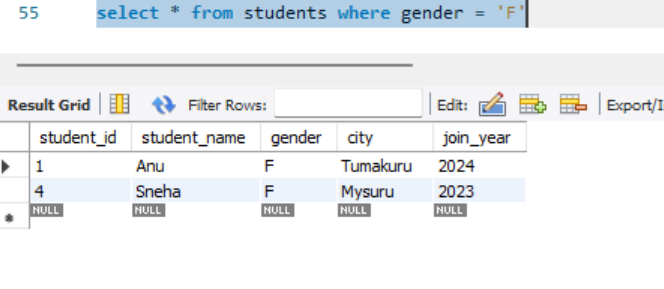 55 select * from students where gender = 'F'
Result Grid Filter Rows: Edit: Export/I
student_id student_name gender city join_year
1 Anu F Tumakuru 2024
4 Sneha F Mysuru 2023
NULL NULL NULL NULL NULL